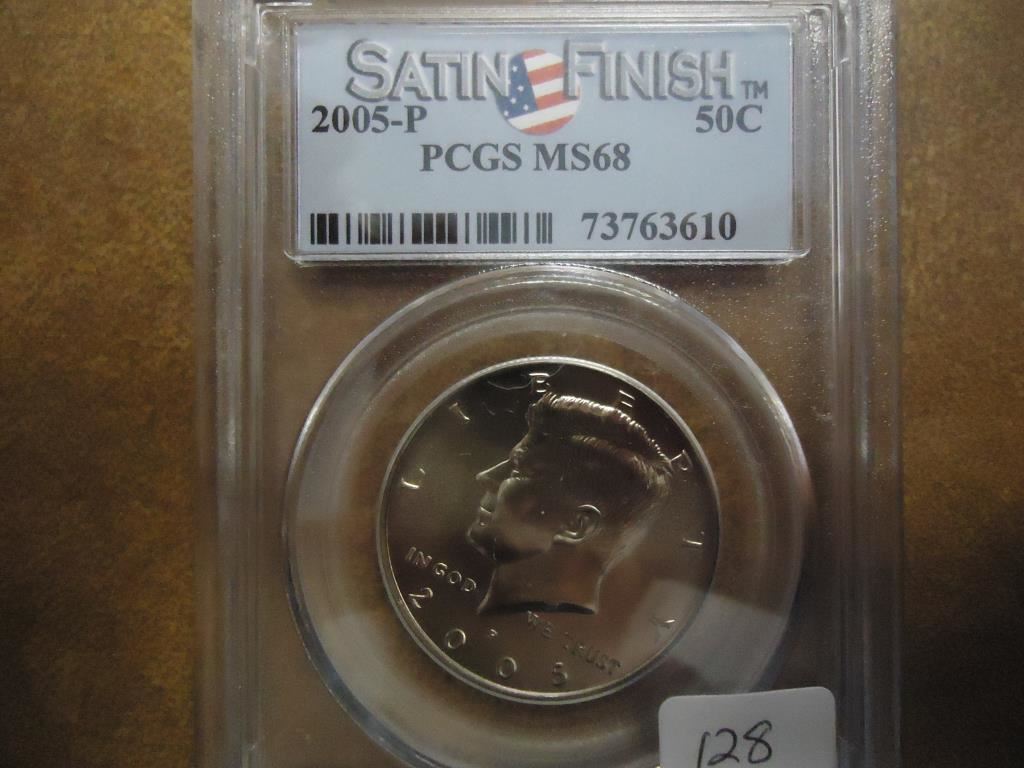 SATIN FINISH™
2005-P 50C
PCGS MS68
73763610
LIBERTY
IN GOD WE TRUST
P
2005
128